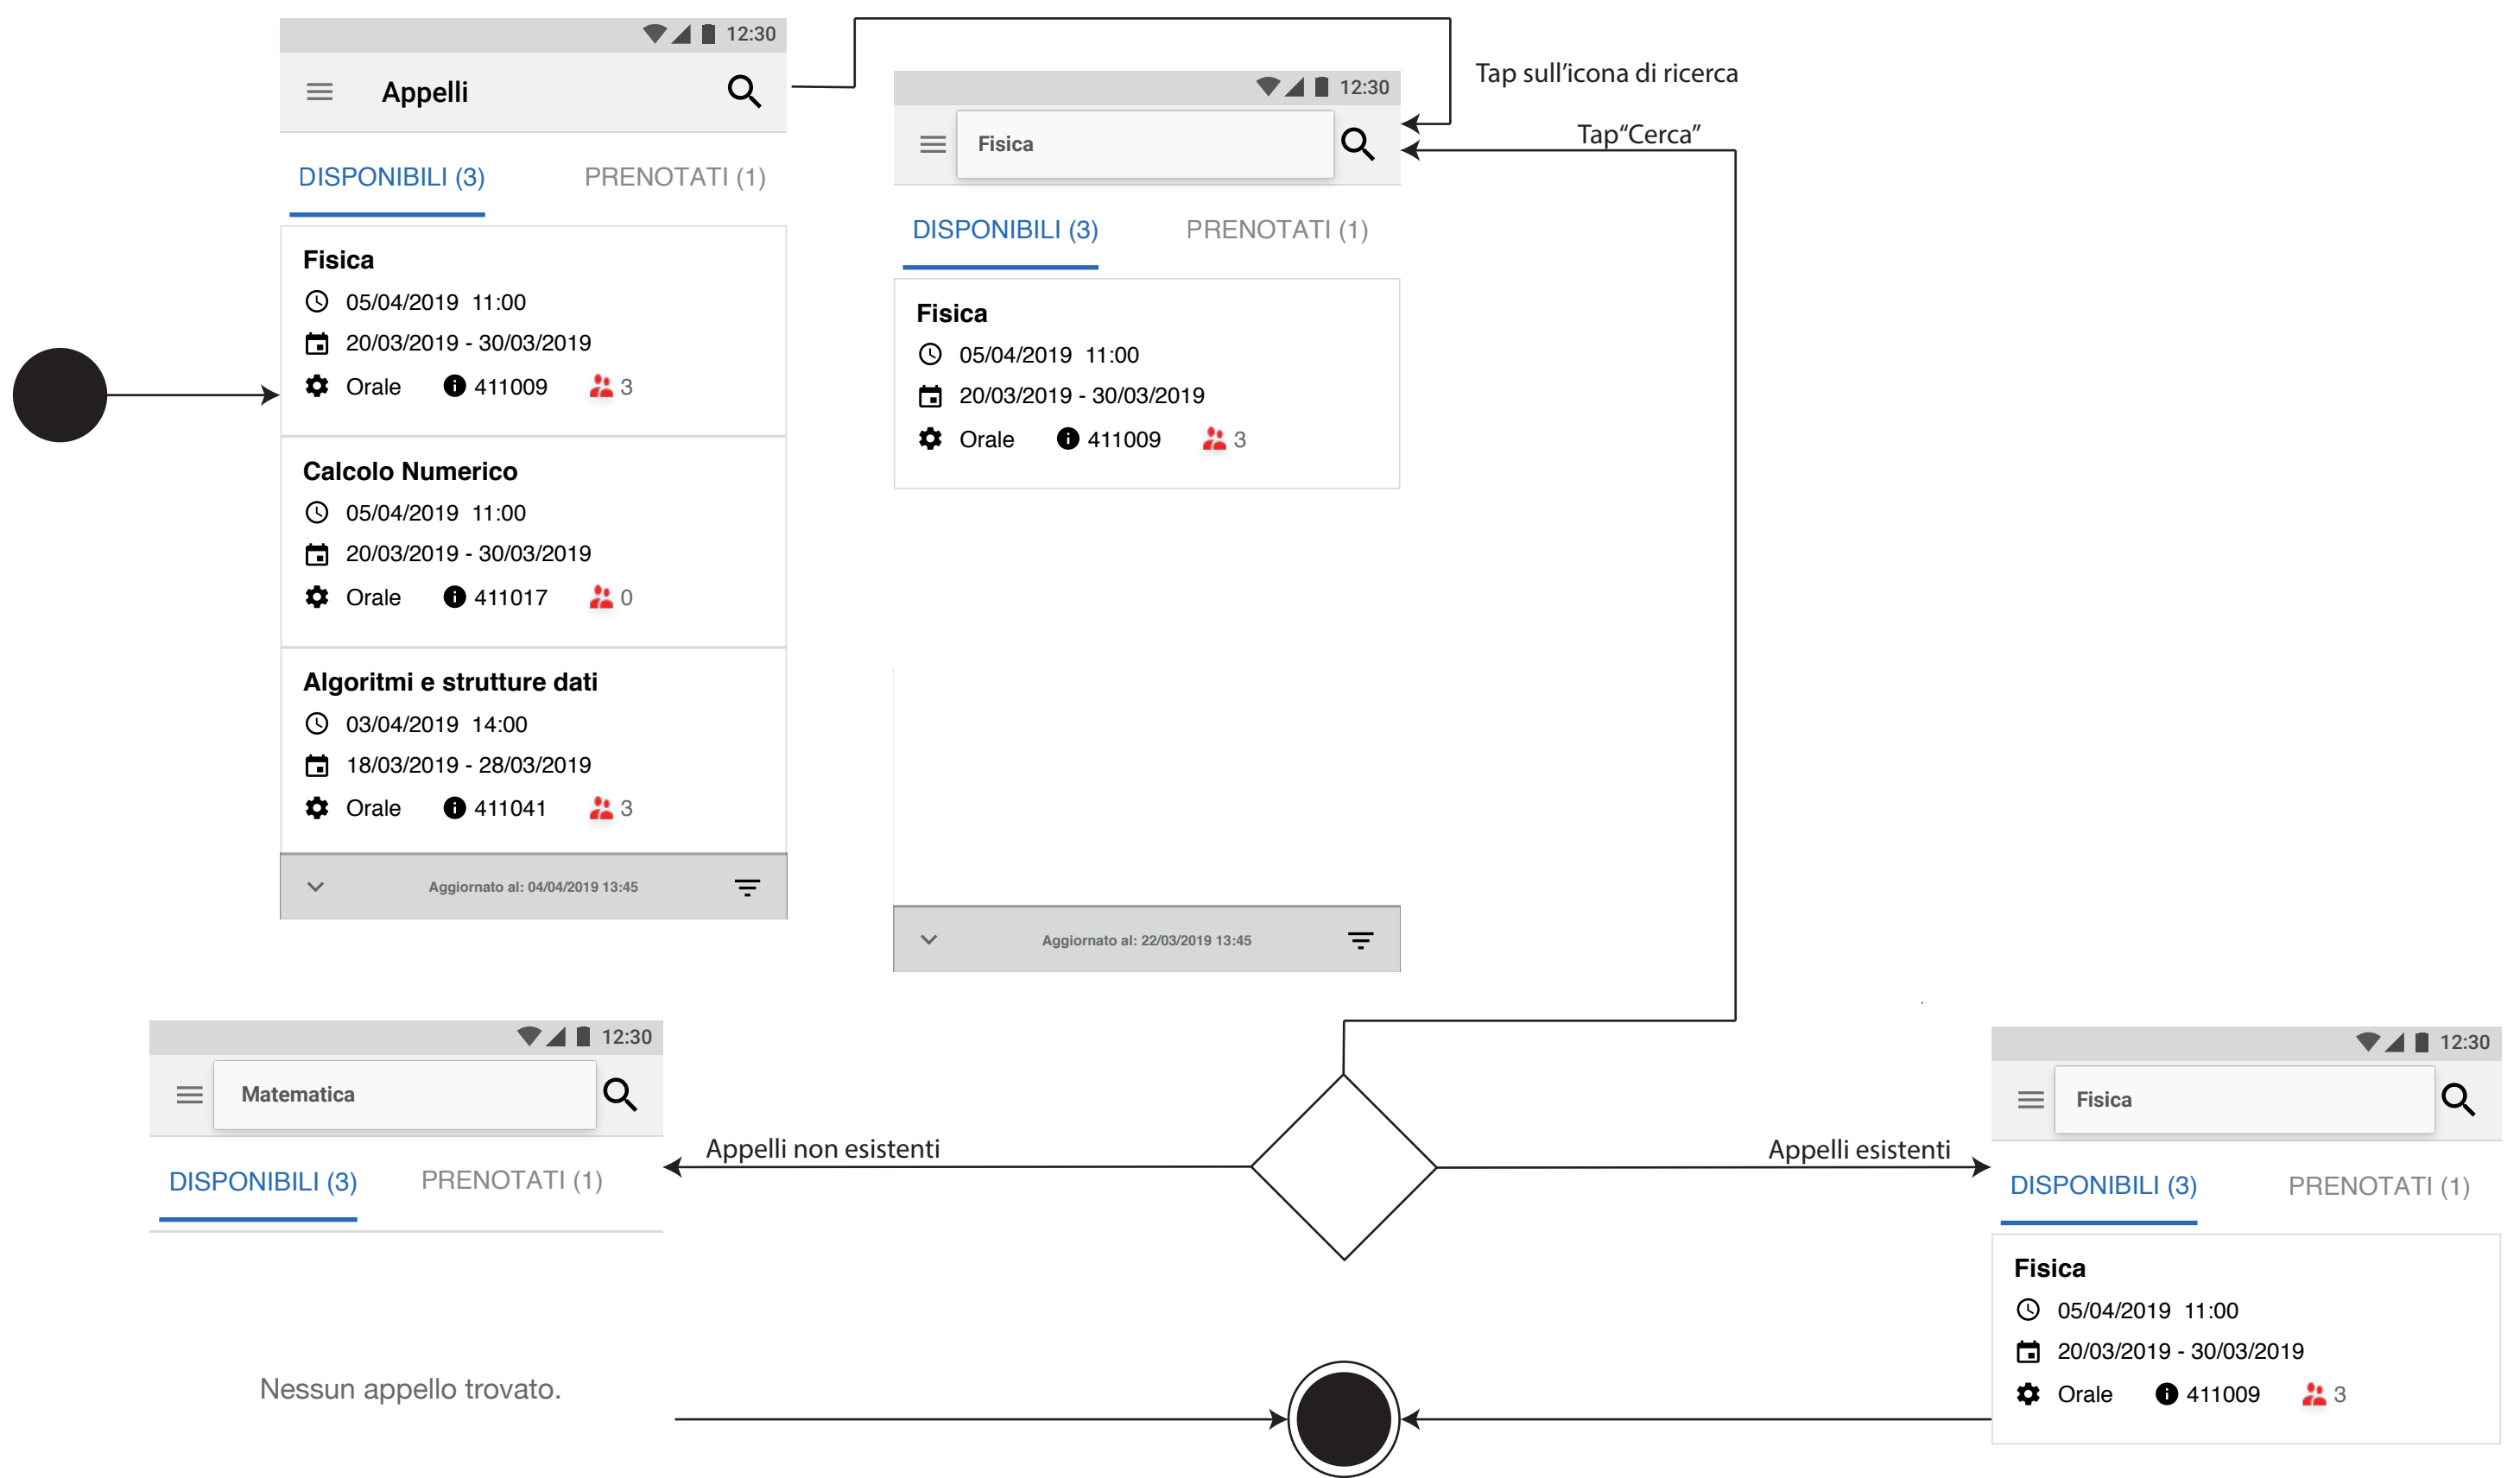 12:30
Appelli
DISPONIBILI (3) PRENOTATI (1)
Fisica
05/04/2019 11:00
20/03/2019 - 30/03/2019
Orale 411009 3
Calcolo Numerico
05/04/2019 11:00
20/03/2019 - 30/03/2019
Orale 411017 0
Algoritmi e strutture dati
03/04/2019 14:00
18/03/2019 - 28/03/2019
Orale 411041 3
Aggiornato al: 04/04/2019 13:45
Tap sull'icona di ricerca
Tap"Cerca"
12:30
Fisica
DISPONIBILI (3) PRENOTATI (1)
Fisica
05/04/2019 11:00
20/03/2019 - 30/03/2019
Orale 411009 3
Aggiornato al: 22/03/2019 13:45
12:30
Matematica
DISPONIBILI (3) PRENOTATI (1)
Nessun appello trovato.
Appelli non esistenti
Appelli esistenti
12:30
Fisica
DISPONIBILI (3) PRENOTATI (1)
Fisica
05/04/2019 11:00
20/03/2019 - 30/03/2019
Orale 411009 3